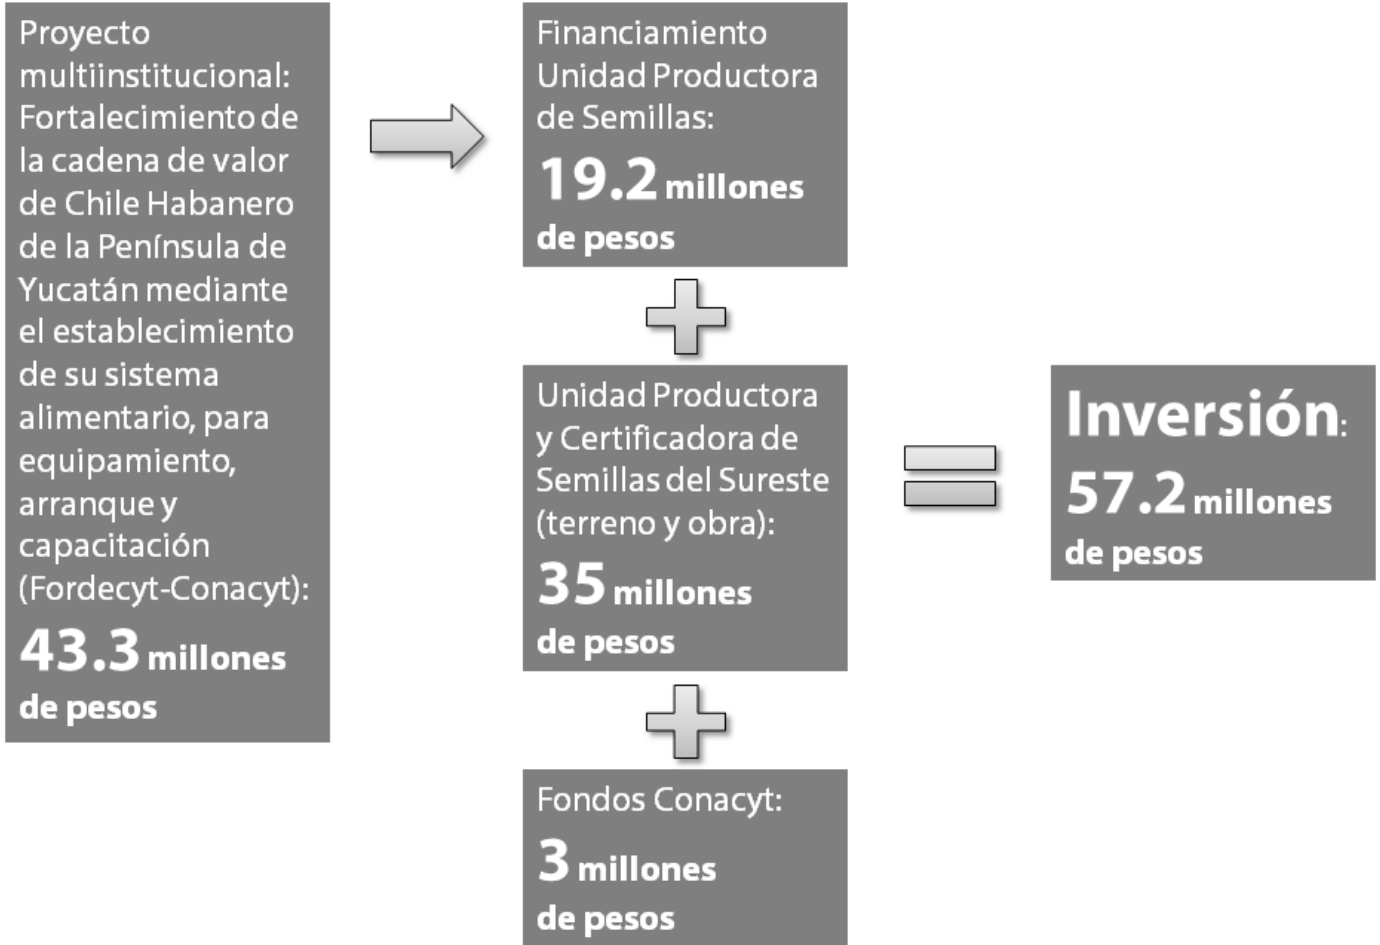 Proyecto
multiinstitucional:
Fortalecimiento de
la cadena de valor
de Chile Habanero
de la Península de
Yucatán mediante
el establecimiento
de su sistema
alimentario, para
equipamiento,
arranque y
capacitación
(Fordecyt-Conacyt):
43.3 millones
de pesos
Financiamiento
Unidad Productora
de Semillas:
19.2 millones
de pesos
Unidad Productora
y Certificadora de
Semillas del Sureste
(terreno y obra):
35 millones
de pesos
Fondos Conacyt:
3 millones
de pesos
Inversión:
57.2 millones
de pesos